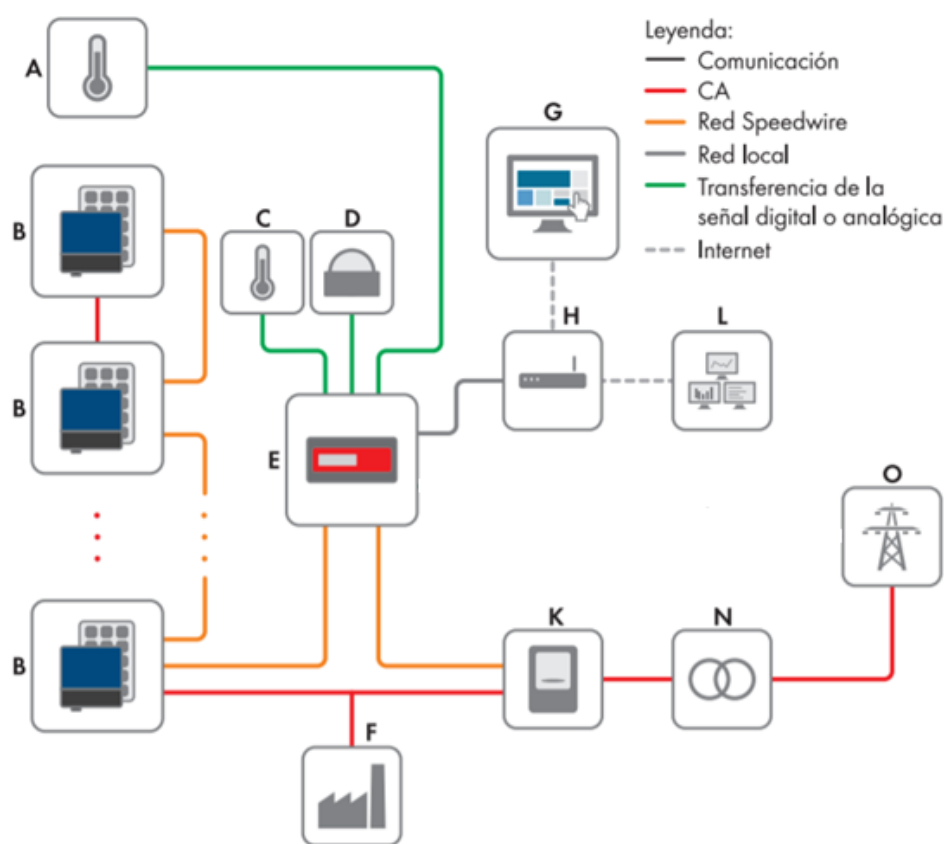 Leyenda:
Comunicación
CA
Red Speedwire
Red local
Transferencia de la
señal digital o analógica
Internet
A
B
C
D
G
B
H
L
E
O
B
K
N
F